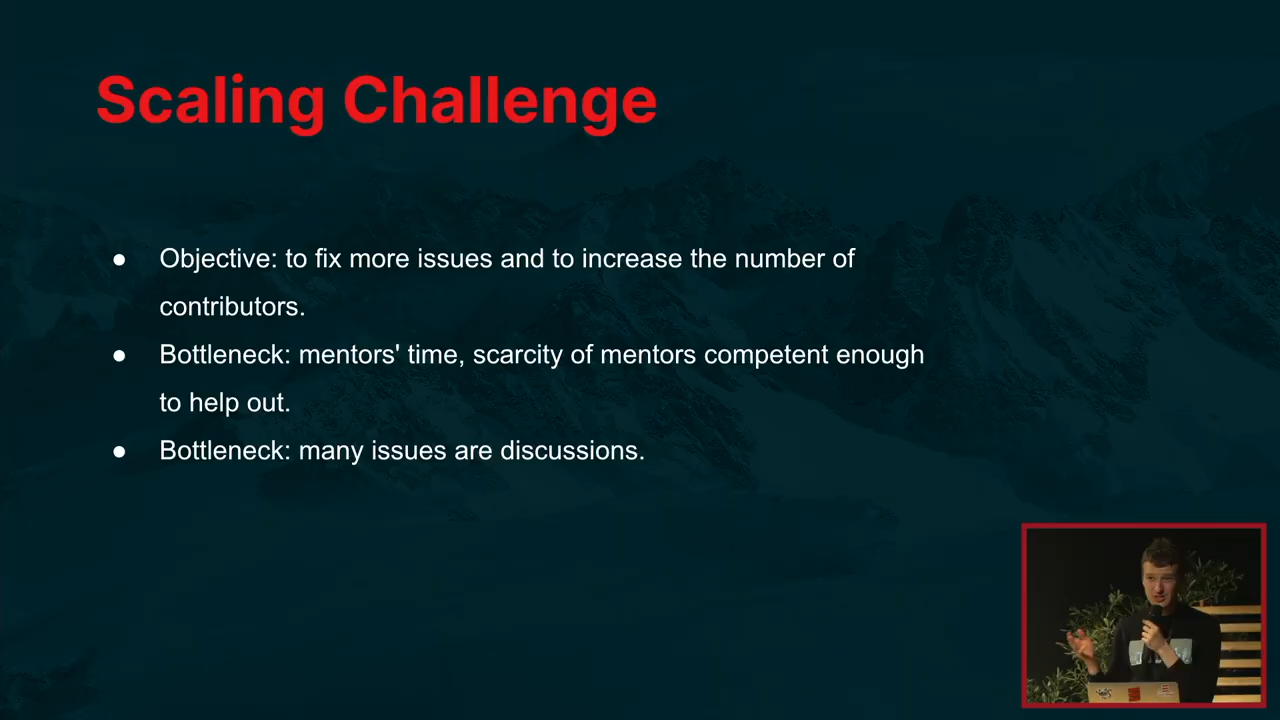 Scaling Challenge
● Objective: to fix more issues and to increase the number of
contributors.
● Bottleneck: mentors' time, scarcity of mentors competent enough
to help out.
● Bottleneck: many issues are discussions.